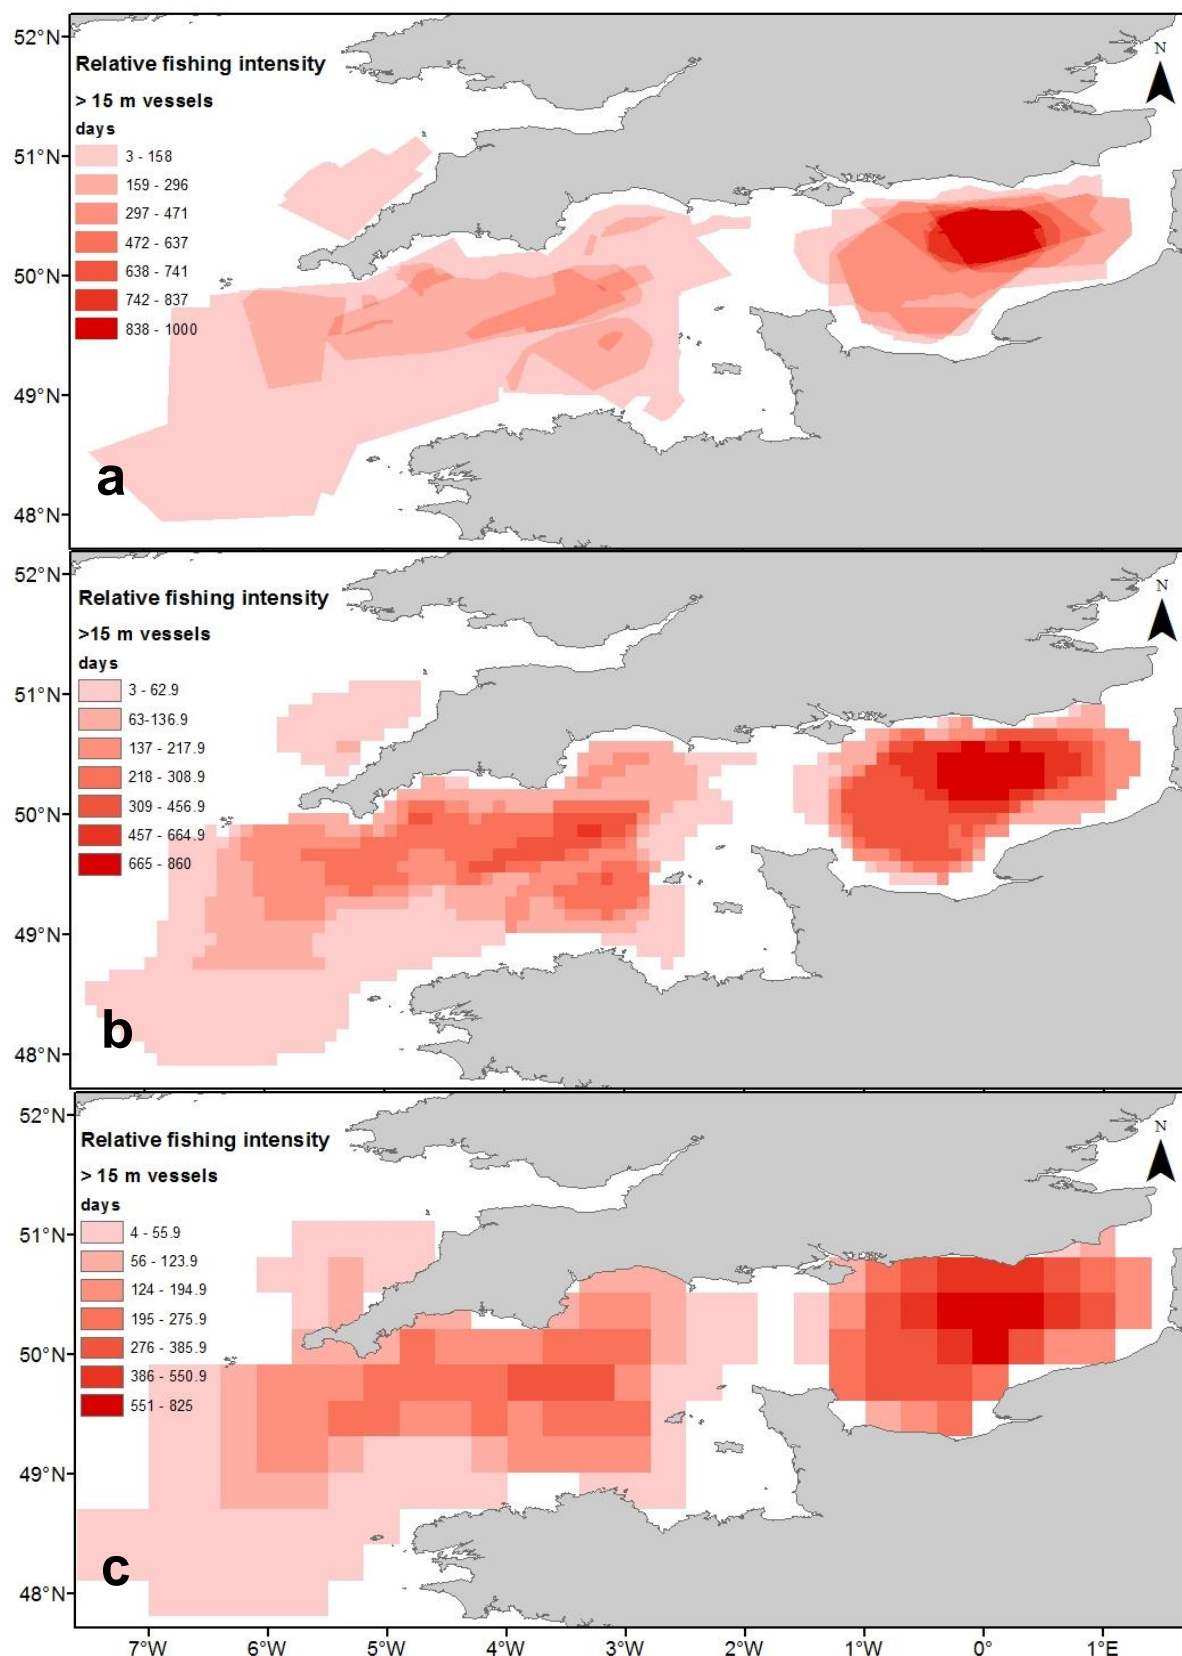 52°N
Relative fishing intensity
N
> 15 m vessels
days
3 - 158
51°N
159 - 296
297 - 471
472 - 637
50°N
638 - 741
742 - 837
838 - 1000
49°N
a
48°N
52°N
Relative fishing intensity
N
>15 m vessels
days
3 - 62.9
51°N
63-136.9
137 - 217.9
218 - 308.9
309 - 456.9
50°N
457 - 664.9
665 - 860
49°N
b
48°N
52°N
Relative fishing intensity
N
> 15 m vessels
days
4 - 55.9
51°N
56 - 123.9
124 - 194.9
195 - 275.9
276 - 385.9
50°N
386 - 550.9
551 - 825
49°N
c
48°N
7°W 6°W 5°W 4°W 3°W 2°W 1°W 0° 1°E